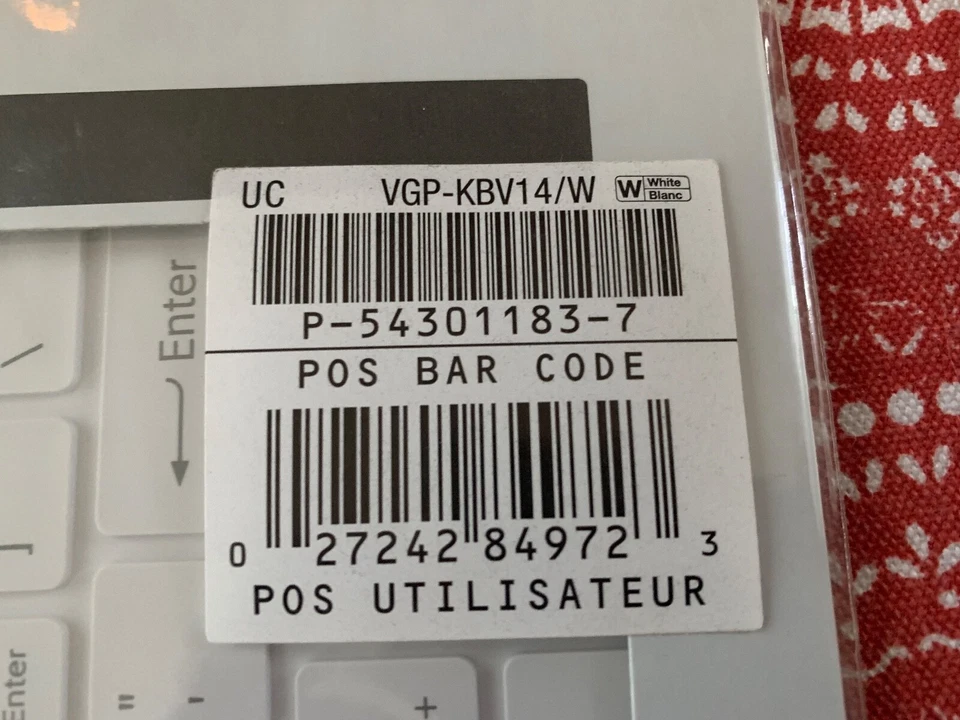 UC VGP-KBV14/W W White Blanc
P-54301183-7
POS BAR CODE
0 27242 84972 3
POS UTILISATEUR
Enter
\
]
Enter
" '
+